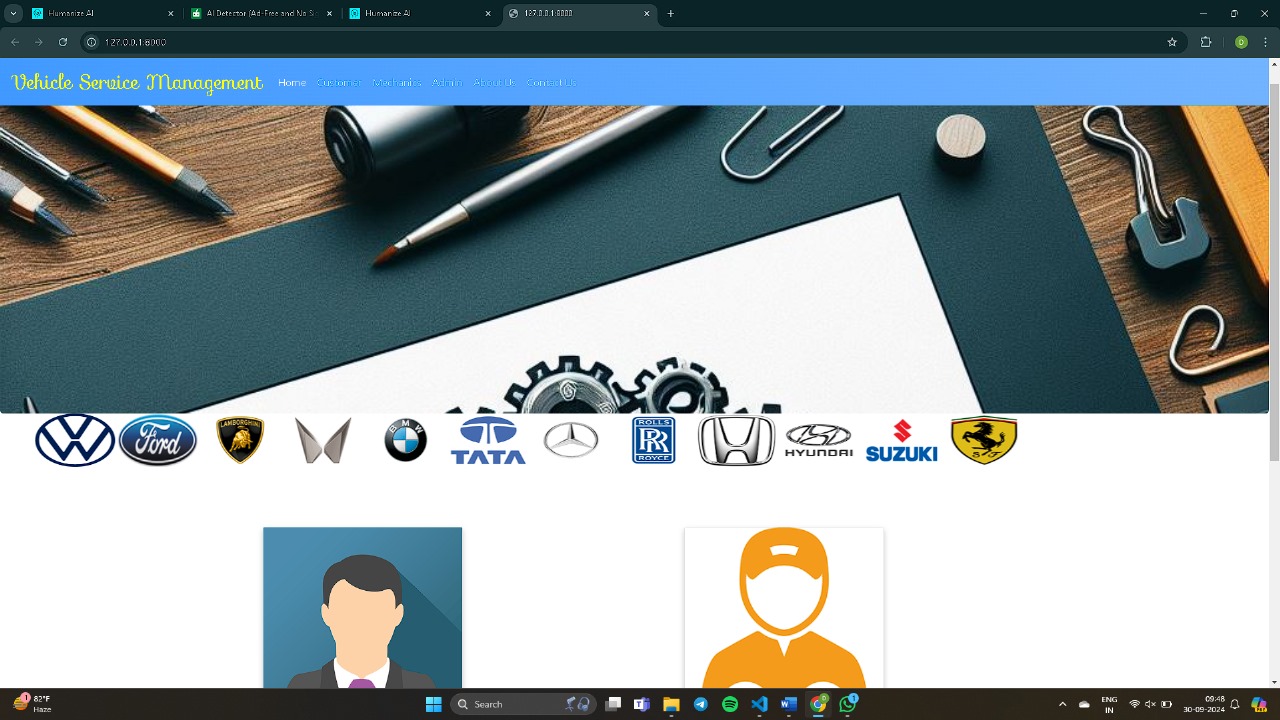 Humanize AI
AI Detector (Ad-Free and No Si
Humanize AI
127.0.0.1:8000
127.0.0.1:8000
D
Vehicle Service Management
Home Customer Mechanics Admin About Us Contact Us
Ford
LAMBORGHINI
BMW
TATA
ROLLS
RR
ROYCE
HYUNDAI
SUZUKI
S F
1
82°F
Haze
Search
ENG
IN
09:48
30-09-2024